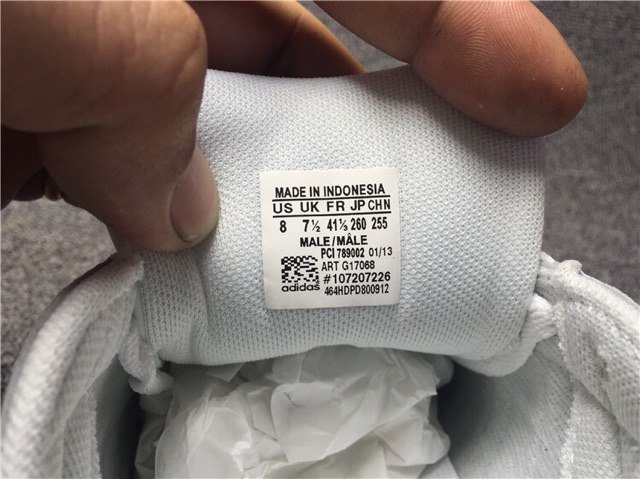 MADE IN INDONESIA
US UK FR JP CHN
8 7½ 41⅓ 260 255
MALE/MÂLE
PCI 789002 01/13
ART G17068
#107207226
adidas 464HDPD800912